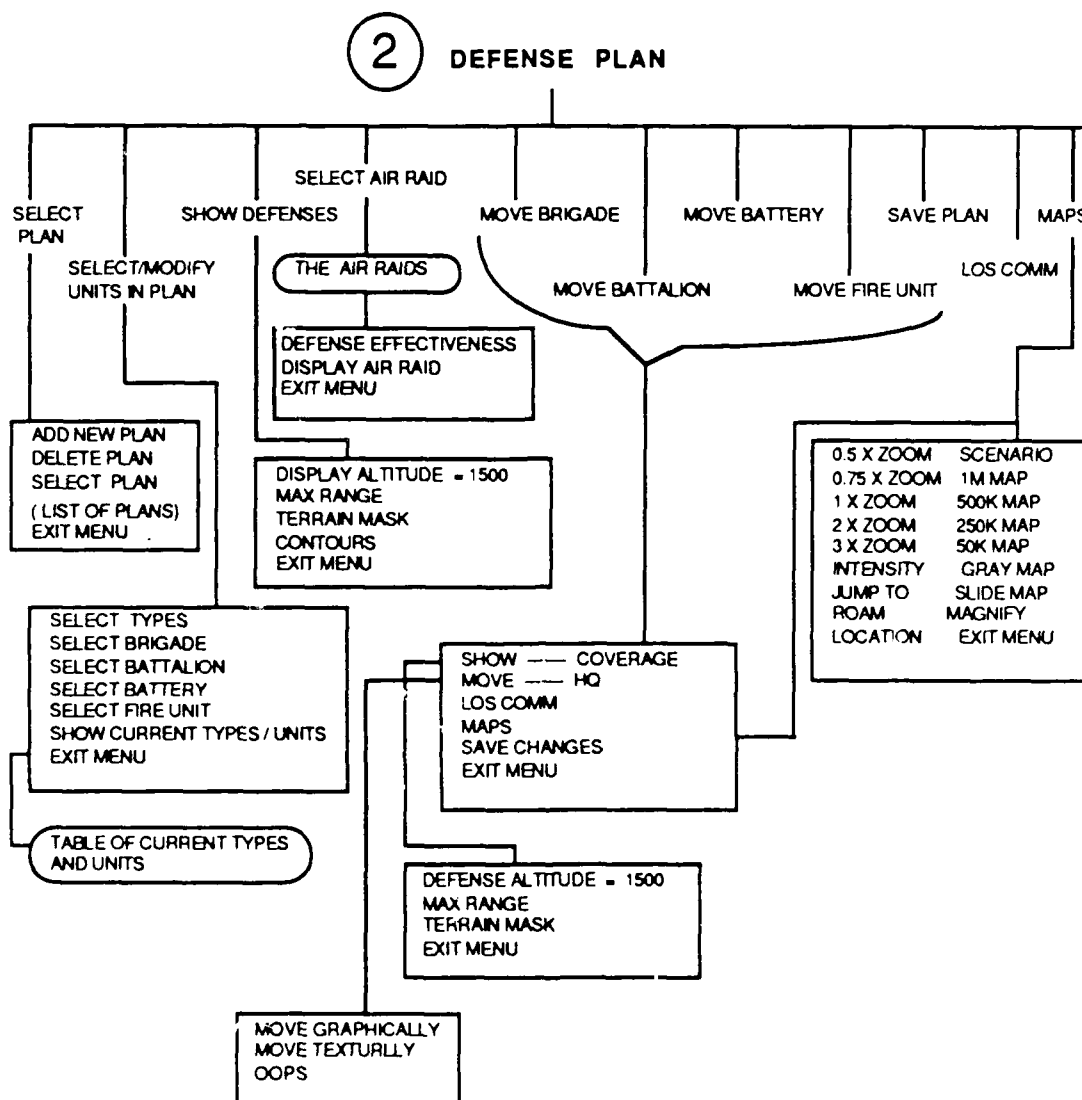 2 DEFENSE PLAN
SELECT AIR RAID
SELECT
PLAN
SHOW DEFENSES
MOVE BRIGADE
MOVE BATTERY
SAVE PLAN
MAPS
SELECT/MODIFY
UNITS IN PLAN
THE AIR RAIDS
MOVE BATTALION
MOVE FIRE UNIT
LOS COMM
DEFENSE EFFECTIVENESS
DISPLAY AIR RAID
EXIT MENU
ADD NEW PLAN
DELETE PLAN
SELECT PLAN
( LIST OF PLANS)
EXIT MENU
DISPLAY ALTITUDE = 1500
MAX RANGE
TERRAIN MASK
CONTOURS
EXIT MENU
0.5 X ZOOM SCENARIO
0.75 X ZOOM 1M MAP
1 X ZOOM 500K MAP
2 X ZOOM 250K MAP
3 X ZOOM 50K MAP
INTENSITY GRAY MAP
JUMP TO SLIDE MAP
ROAM MAGNIFY
LOCATION EXIT MENU
SELECT TYPES
SELECT BRIGADE
SELECT BATTALION
SELECT BATTERY
SELECT FIRE UNIT
SHOW CURRENT TYPES / UNITS
EXIT MENU
SHOW —— COVERAGE
MOVE —— HQ
LOS COMM
MAPS
SAVE CHANGES
EXIT MENU
TABLE OF CURRENT TYPES
AND UNITS
DEFENSE ALTITUDE = 1500
MAX RANGE
TERRAIN MASK
EXIT MENU
MOVE GRAPHICALLY
MOVE TEXTURLLY
OOPS